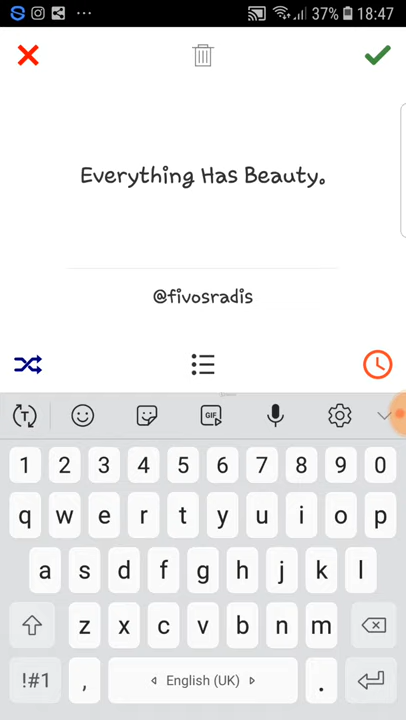 37% 18:47
Everything Has Beauty.
@fivosradis
GIF
1 2 3 4 5 6 7 8 9 0
q w e r t y u i o p
a s d f g h j k l
z x c v b n m
!#1 , English (UK) .